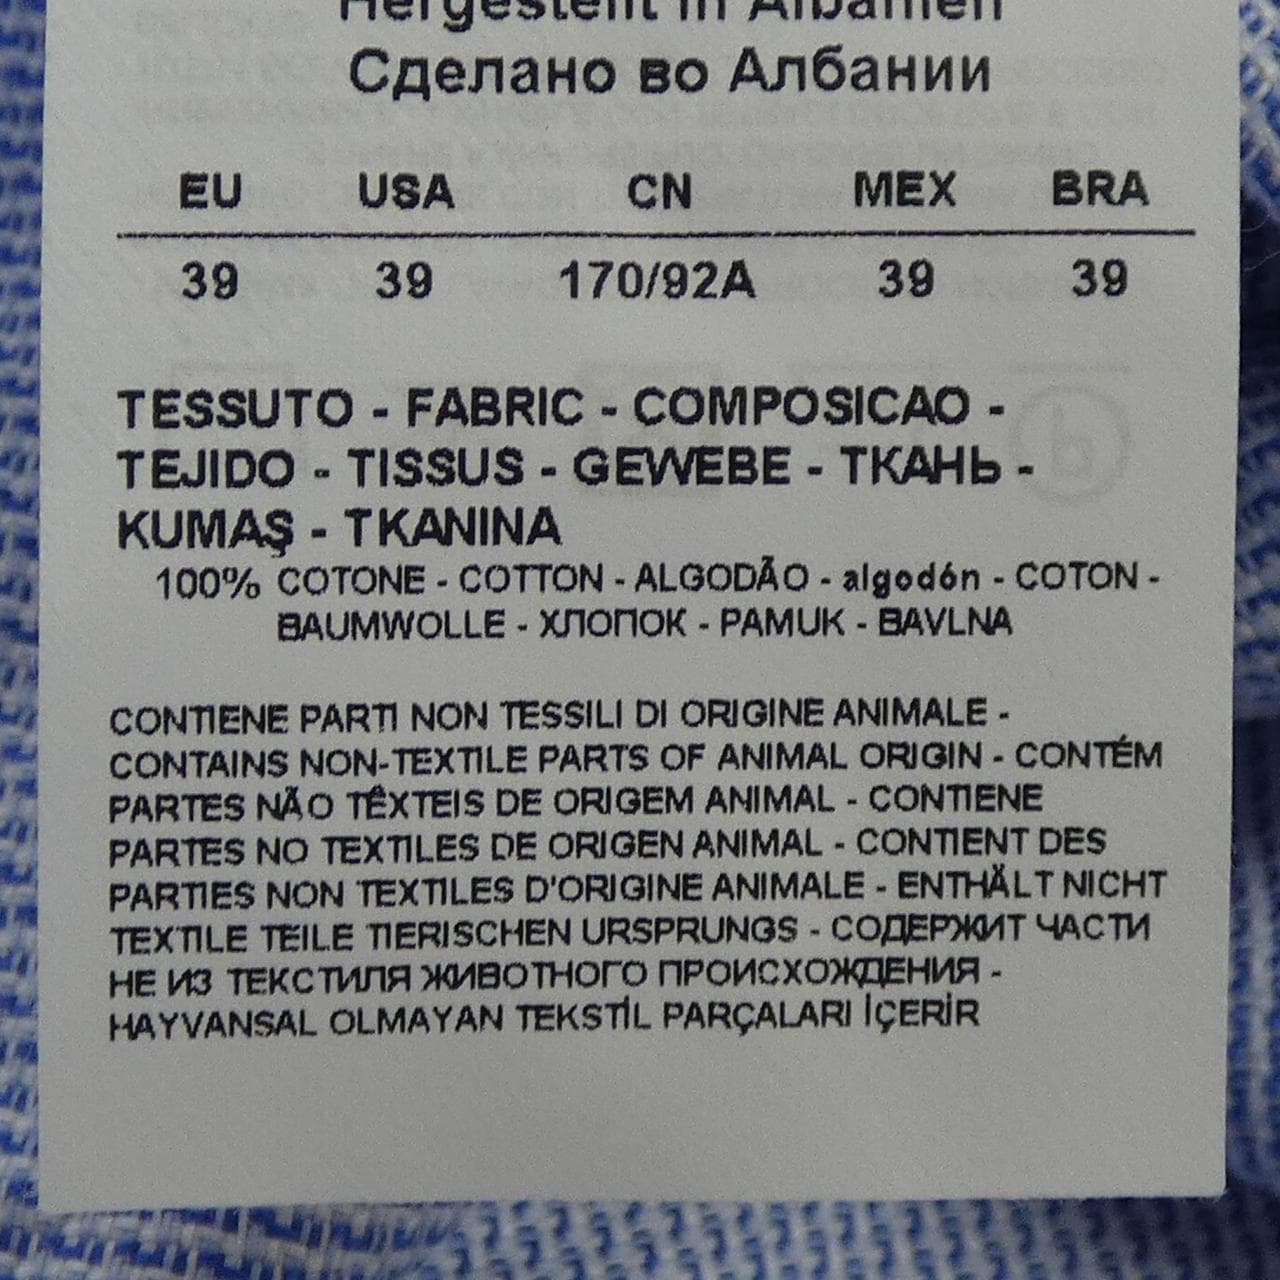 Hergestellt in Albanien
Сделано во Албании
EU USA CN MEX BRA
39 39 170/92A 39 39
TESSUTO - FABRIC - COMPOSICAO -
TEJIDO - TISSUS - GEWEBE - ТКАНЬ -
KUMAŞ - TKANINA
100% COTONE - COTTON - ALGODÃO - algodón - COTON -
BAUMWOLLE - ХЛОПОК - PAMUK - BAVLNA
CONTIENE PARTI NON TESSILI DI ORIGINE ANIMALE -
CONTAINS NON-TEXTILE PARTS OF ANIMAL ORIGIN - CONTÉM
PARTES NÃO TÊXTEIS DE ORIGEM ANIMAL - CONTIENE
PARTES NO TEXTILES DE ORIGEN ANIMAL - CONTIENT DES
PARTIES NON TEXTILES D'ORIGINE ANIMALE - ENTHÄLT NICHT
TEXTILE TEILE TIERISCHEN URSPRUNGS - СОДЕРЖИТ ЧАСТИ
НЕ ИЗ ТЕКСТИЛЯ ЖИВОТНОГО ПРОИСХОЖДЕНИЯ -
HAYVANSAL OLMAYAN TEKSTİL PARÇALARI İÇERİR